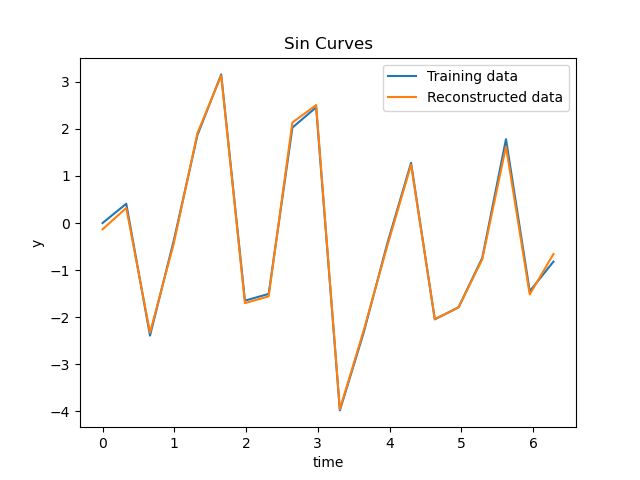 Sin Curves
Training data
Reconstructed data
3
2
1
0
−1
−2
−3
−4
y
0 1 2 3 4 5 6
time